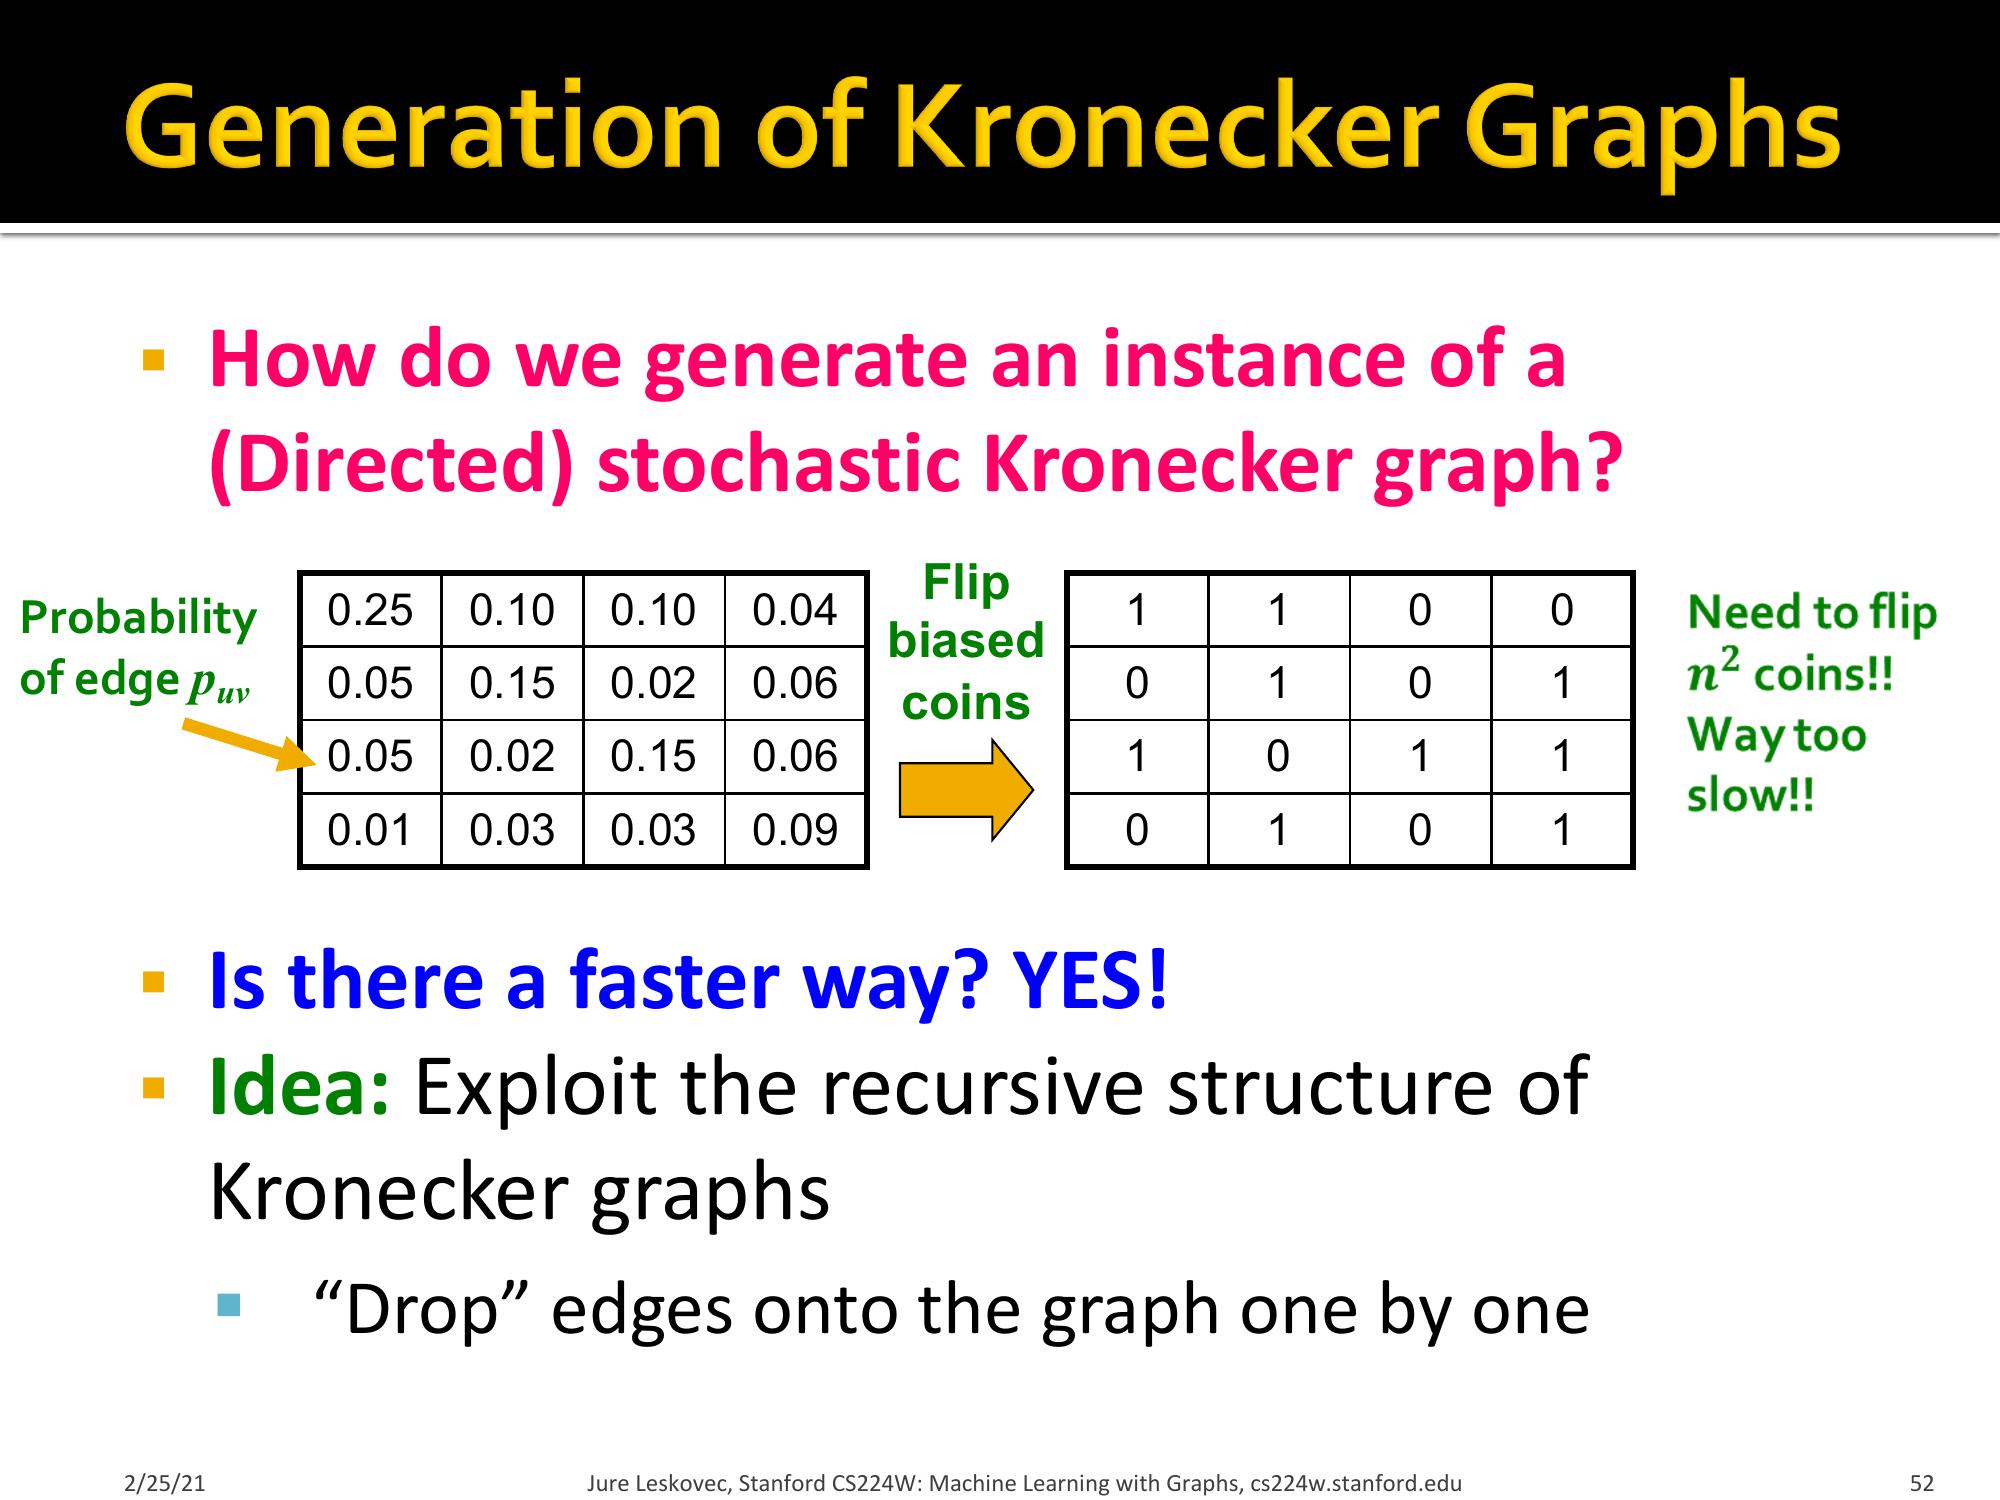 Generation of Kronecker Graphs
How do we generate an instance of a
(Directed) stochastic Kronecker graph?
Probability
of edge p_uv
0.25 0.10 0.10 0.04
0.05 0.15 0.02 0.06
0.05 0.02 0.15 0.06
0.01 0.03 0.03 0.09
Flip
biased
coins
1 1 0 0
0 1 0 1
1 0 1 1
0 1 0 1
Need to flip
n² coins!!
Way too
slow!!
Is there a faster way? YES!
Idea: Exploit the recursive structure of
Kronecker graphs
“Drop” edges onto the graph one by one
2/25/21
Jure Leskovec, Stanford CS224W: Machine Learning with Graphs, cs224w.stanford.edu
52